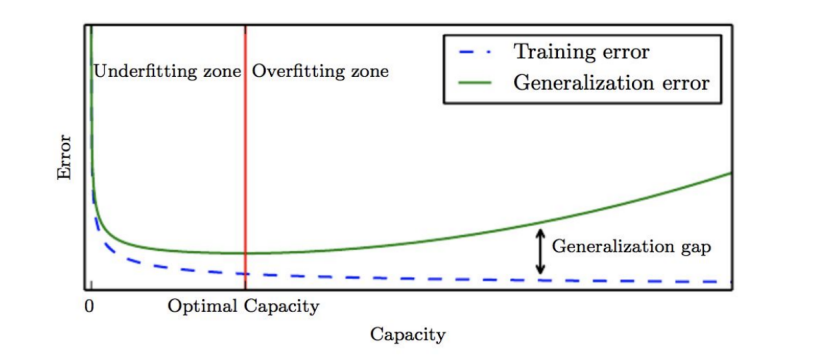 Underfitting zone
Overfitting zone
Training error
Generalization error
Error
Generalization gap
0
Optimal Capacity
Capacity